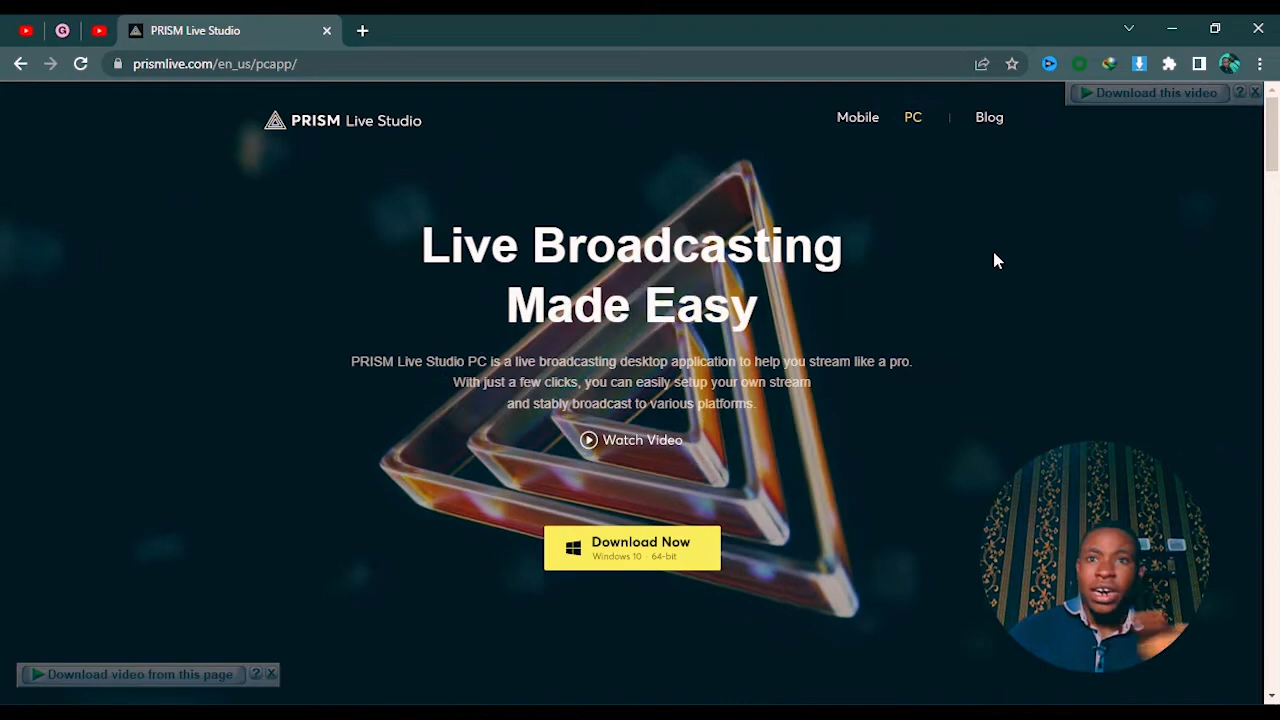 PRISM Live Studio
prismlive.com/en_us/pcapp/
Download this video
PRISM Live Studio
Mobile
PC
Blog
Live Broadcasting
Made Easy
PRISM Live Studio PC is a live broadcasting desktop application to help you stream like a pro.
With just a few clicks, you can easily setup your own stream
and stably broadcast to various platforms.
Watch Video
Download Now
Windows 10 · 64-bit
Download video from this page